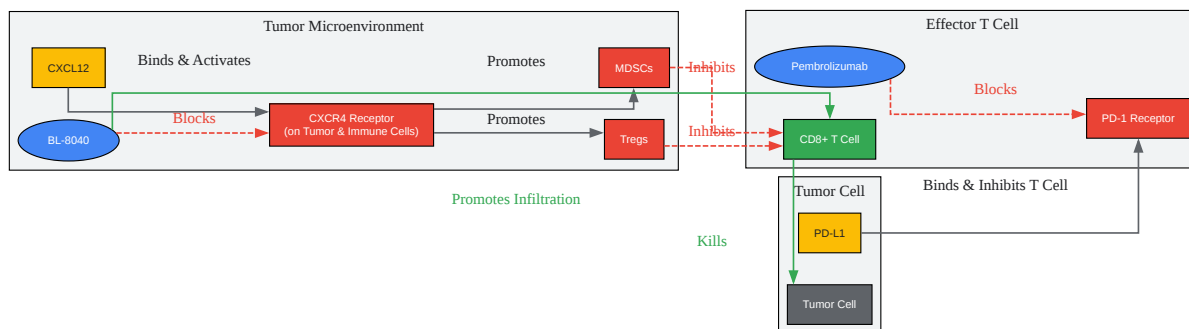 Tumor Microenvironment
Effector T Cell
CXCL12
Binds & Activates
Promotes
MDSCs
Inhibits
Pembrolizumab
Blocks
BL-8040
Blocks
CXCR4 Receptor
(on Tumor & Immune Cells)
Promotes
Tregs
Inhibits
CD8+ T Cell
PD-1 Receptor
Promotes Infiltration
Tumor Cell
Binds & Inhibits T Cell
PD-L1
Kills
Tumor Cell